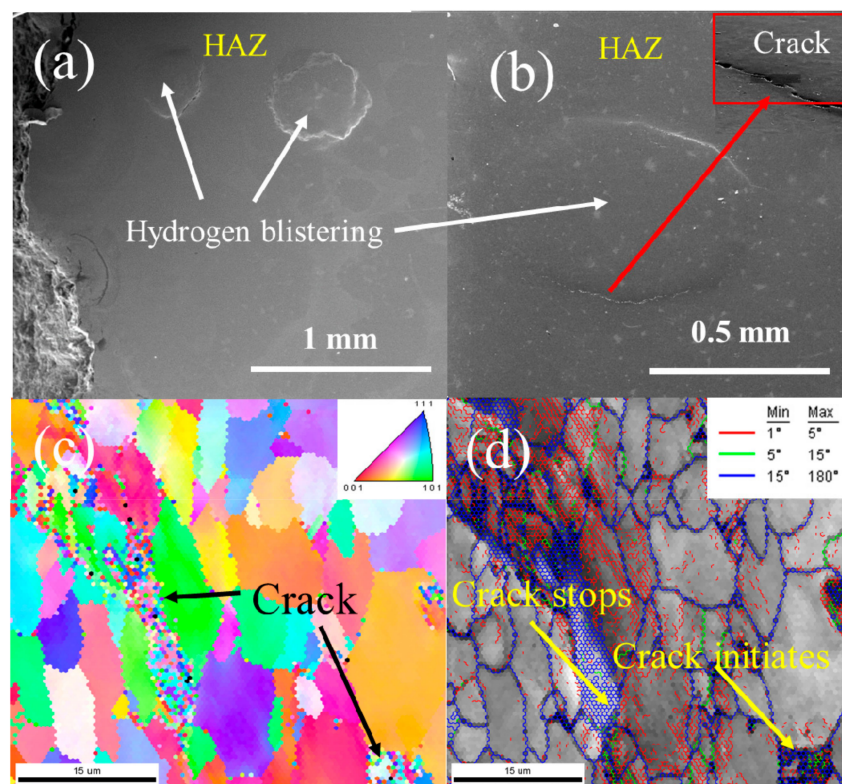 (a)
HAZ
Hydrogen blistering
1 mm
(b)
HAZ
Crack
0.5 mm
(c)
111
001
101
Crack
15 um
(d)
Min Max
1° 5°
5° 15°
15° 180°
Crack stops
Crack initiates
15 um